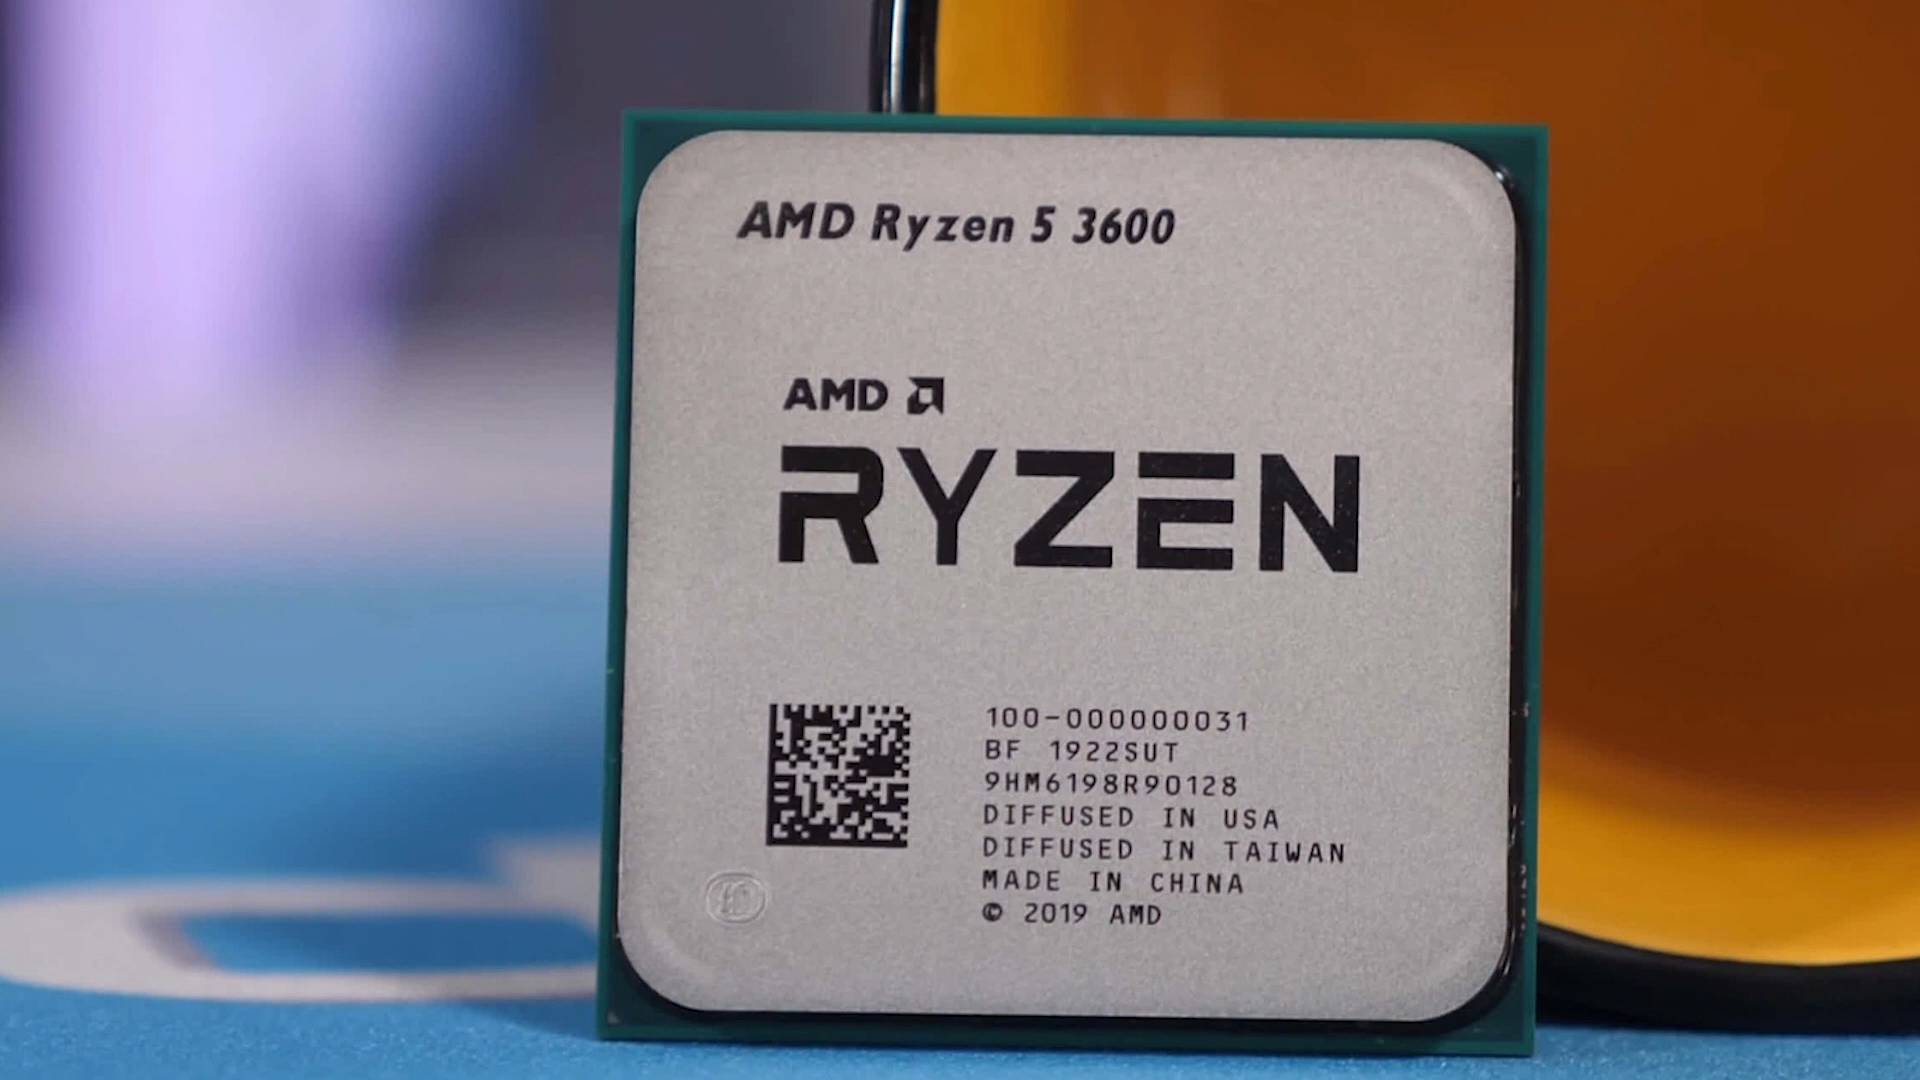 AMD Ryzen 5 3600
AMD
RYZEN
100-000000031
BF 1922SUT
9HM6198R90128
DIFFUSED IN USA
DIFFUSED IN TAIWAN
MADE IN CHINA
© 2019 AMD